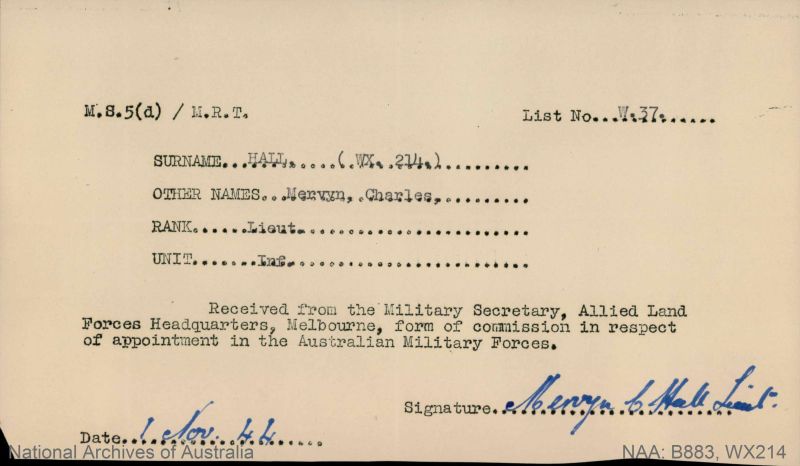 M.S.5(d) / M.R.T. List No...W.37.......
SURNAME...HALL.....( WX. 214.)..........
OTHER NAMES...Mervyn, Charles,..........
RANK......Lieut.........................
UNIT.......Inf..........................
Received from the Military Secretary, Allied Land
Forces Headquarters, Melbourne, form of commission in respect
of appointment in the Australian Military Forces.
Signature...Mervyn C Hall Lieut.
Date...1 Nov. 44..........
National Archives of Australia NAA: B883, WX214